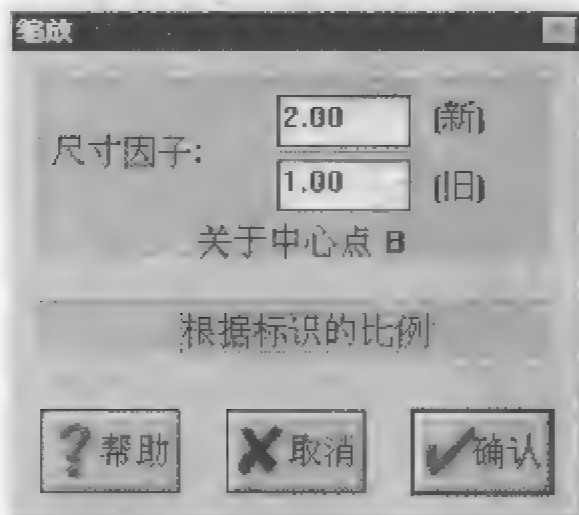 缩放
尺寸因子:
2.00 (新)
1.00 (旧)
关于中心点 B
根据标识的比例
? 帮助
取消
确认